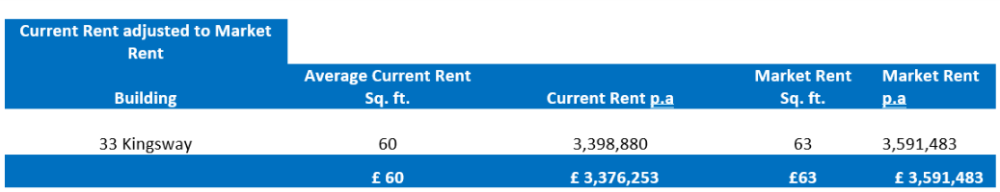 Current Rent adjusted to Market
Rent
Average Current Rent Market Rent Market Rent
Building Sq. ft. Current Rent p.a Sq. ft. p.a
33 Kingsway 60 3,398,880 63 3,591,483
£ 60 £ 3,376,253 £63 £ 3,591,483